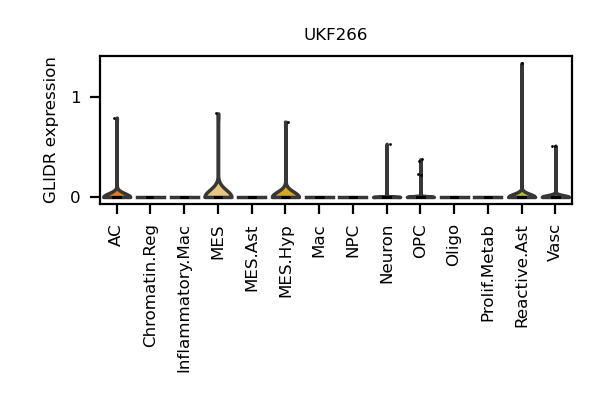 UKF266
GLIDR expression
1
0
AC
Chromatin.Reg
Inflammatory.Mac
MES
MES.Ast
MES.Hyp
Mac
NPC
Neuron
OPC
Oligo
Prolif.Metab
Reactive.Ast
Vasc